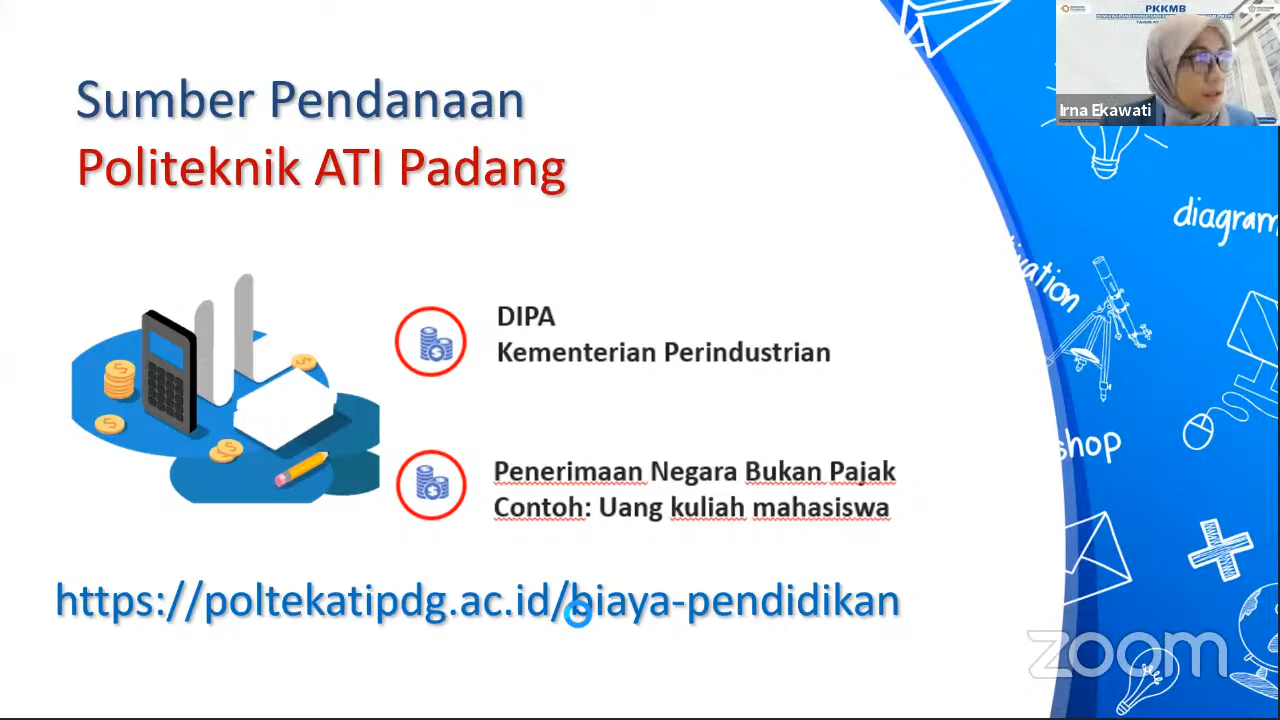 Sumber Pendanaan
Politeknik ATI Padang
DIPA
Kementerian Perindustrian
Penerimaan Negara Bukan Pajak
Contoh: Uang kuliah mahasiswa
https://poltekatipdg.ac.id/biaya-pendidikan
PKKMB
Irna Ekawati
diagram
shop
zoom